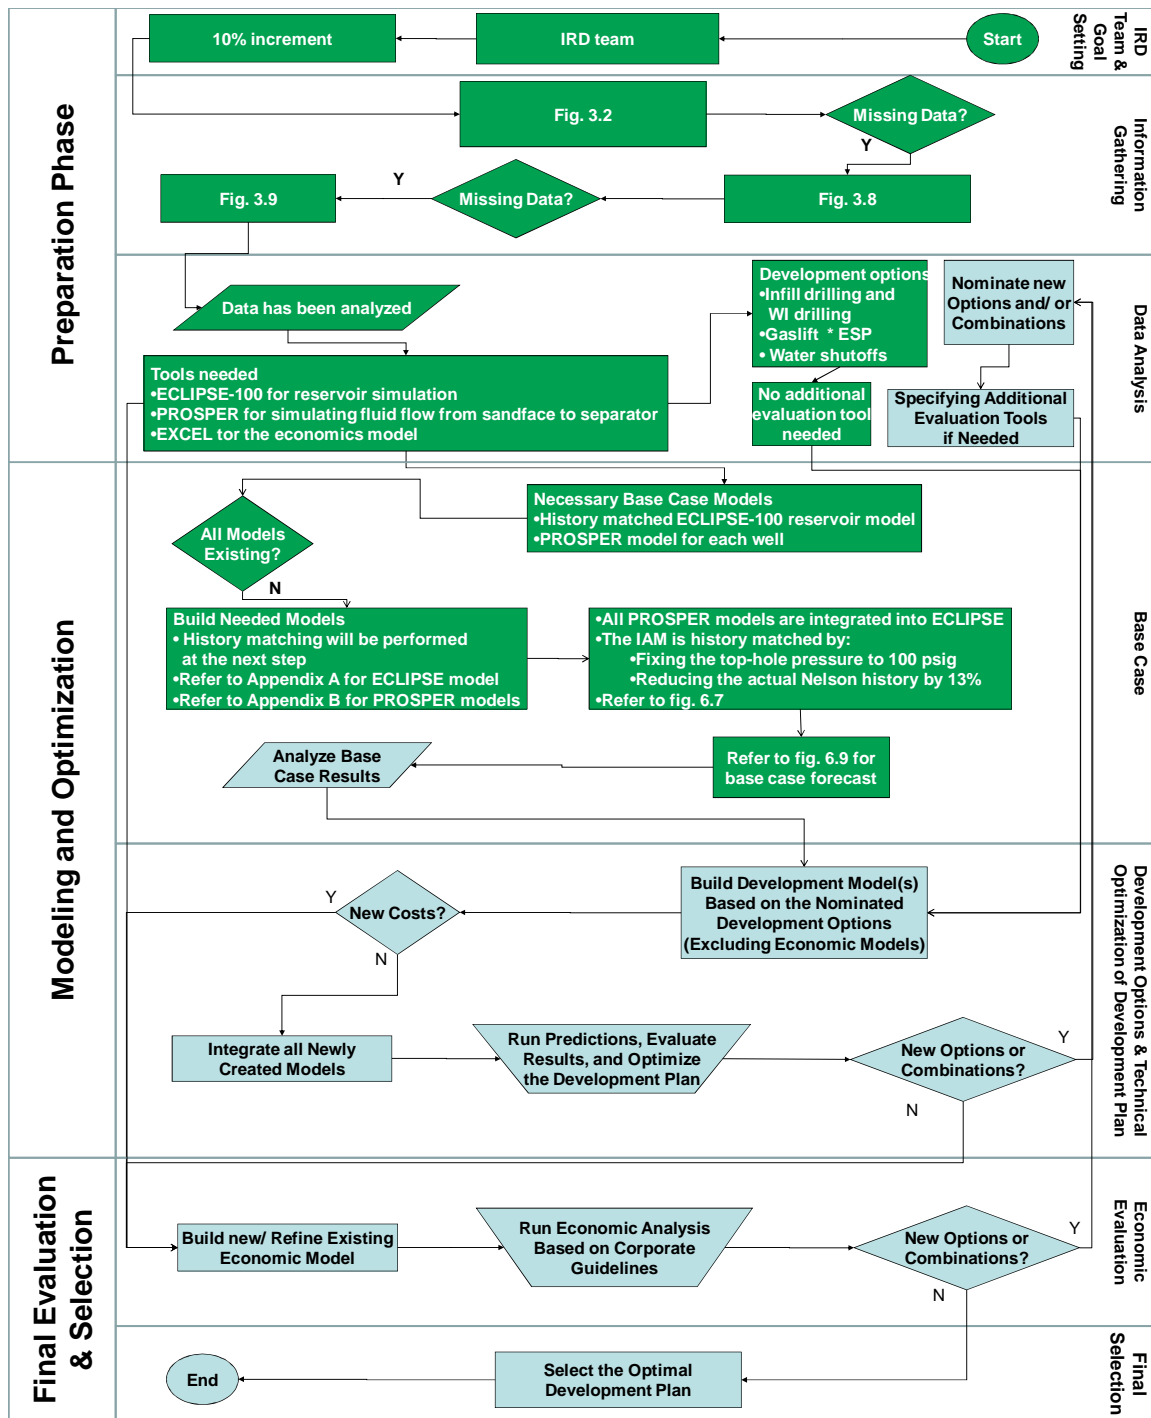 Preparation Phase
Modeling and Optimization
Final Evaluation
& Selection
IRD
Team &
Goal
Setting
Start
IRD team
10% increment
Information
Gathering
Fig. 3.2
Missing Data?
Y
Fig. 3.8
Missing Data?
Y
Fig. 3.9
Data Analysis
Data has been analyzed
Tools needed
•ECLIPSE-100 for reservoir simulation
•PROSPER for simulating fluid flow from sandface to separator
•EXCEL tor the economics model
Development options
•Infill drilling and
WI drilling
•Gaslift * ESP
• Water shutoffs
No additional
evaluation tool
needed
Nominate new
Options and/ or
Combinations
Specifying Additional
Evaluation Tools
if Needed
Base Case
Necessary Base Case Models
•History matched ECLIPSE-100 reservoir model
•PROSPER model for each well
All Models
Existing?
N
Build Needed Models
• History matching will be performed
at the next step
•Refer to Appendix A for ECLIPSE model
•Refer to Appendix B for PROSPER models
•All PROSPER models are integrated into ECLIPSE
•The IAM is history matched by:
•Fixing the top-hole pressure to 100 psig
•Reducing the actual Nelson history by 13%
•Refer to fig. 6.7
Refer to fig. 6.9 for
base case forecast
Analyze Base
Case Results
Development Options & Technical
Optimization of Development Plan
Build Development Model(s)
Based on the Nominated
Development Options
(Excluding Economic Models)
New Costs?
Y
N
Integrate all Newly
Created Models
Run Predictions, Evaluate
Results, and Optimize
the Development Plan
New Options or
Combinations?
Y
N
Economic
Evaluation
Build new/ Refine Existing
Economic Model
Run Economic Analysis
Based on Corporate
Guidelines
New Options or
Combinations?
Y
N
Final
Selection
Select the Optimal
Development Plan
End